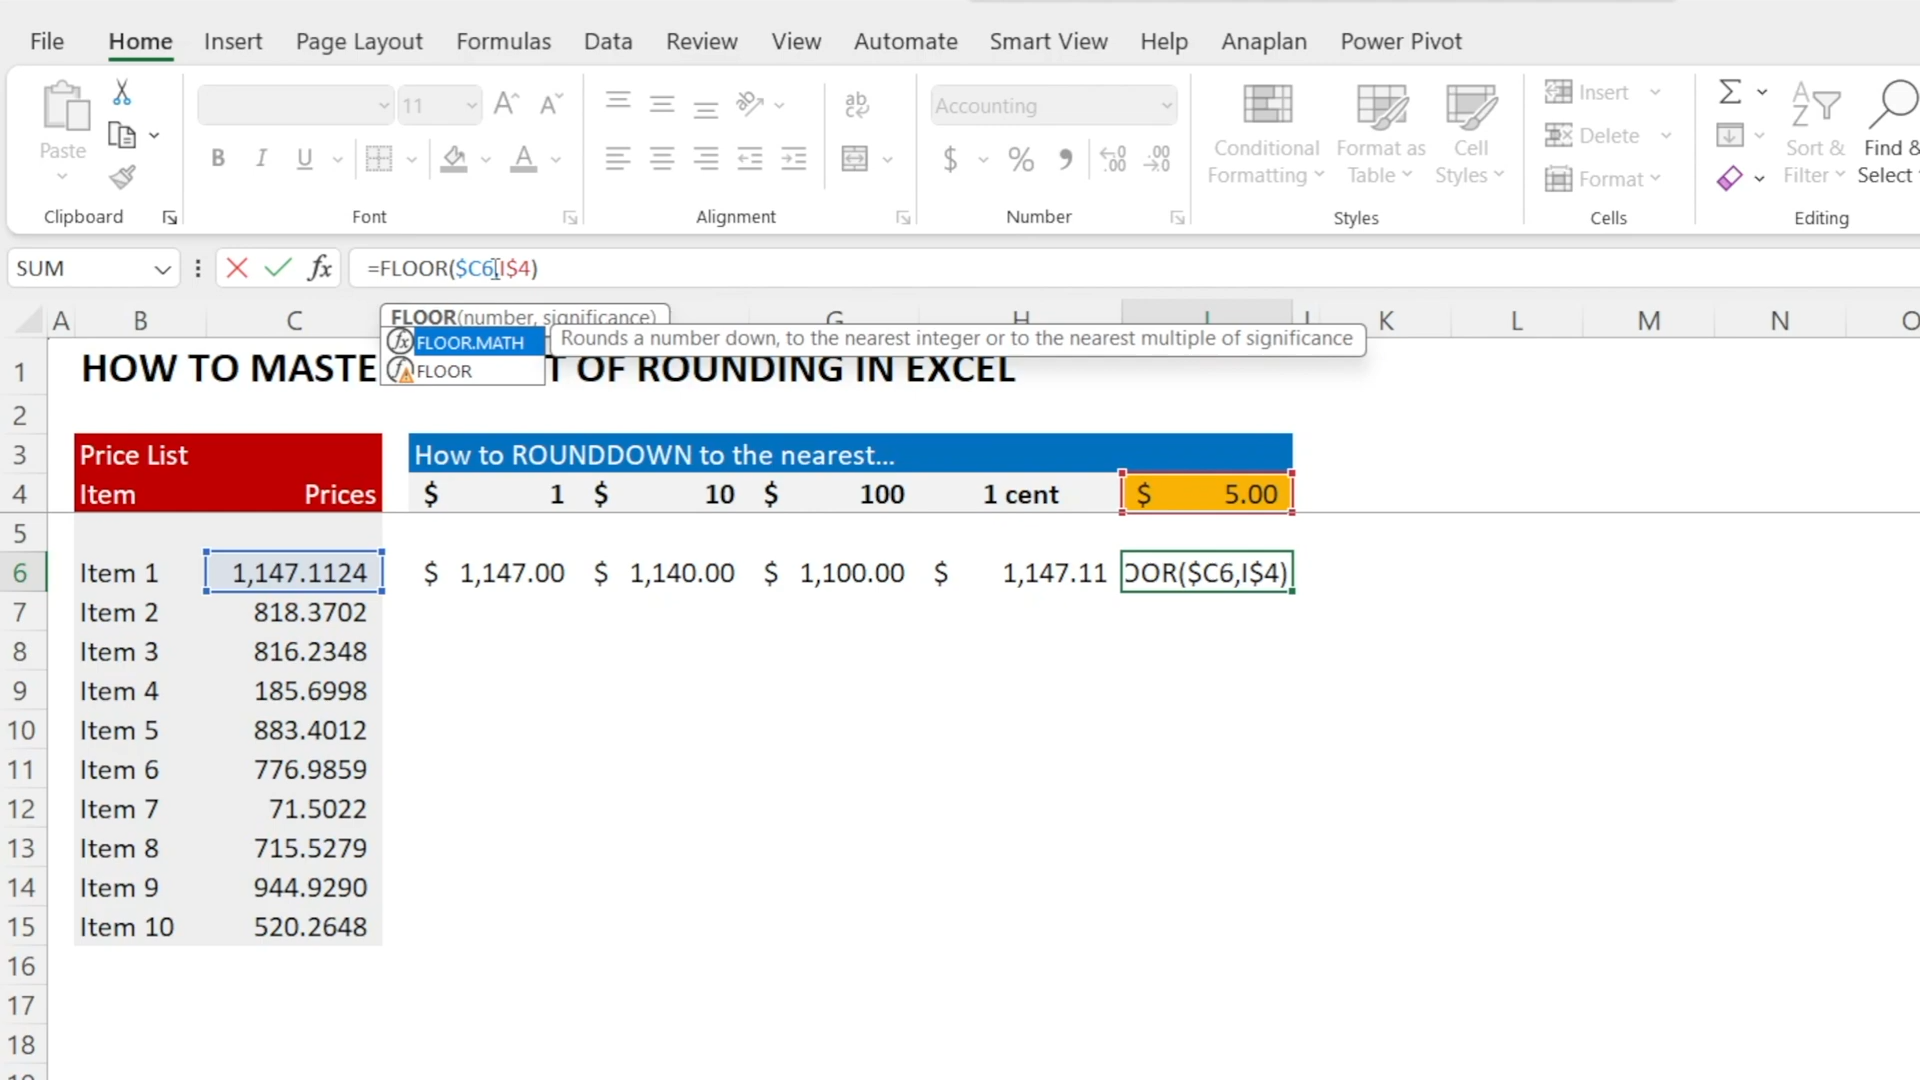 File Home Insert Page Layout Formulas Data Review View Automate Smart View Help Anaplan Power Pivot
Paste
Clipboard
11
B I U
Font
ab
Alignment
Accounting
$ %
Number
Conditional Formatting
Format as Table
Cell Styles
Styles
Insert
Delete
Format
Cells
Sort & Filter
Find & Select
Editing
SUM
fx
=FLOOR($C6,I$4)
FLOOR(number, significance)
FLOOR.MATH
Rounds a number down, to the nearest integer or to the nearest multiple of significance
FLOOR
A B C G H I K L M N O
1 HOW TO MASTE T OF ROUNDING IN EXCEL
2
3 Price List How to ROUNDDOWN to the nearest...
4 Item Prices $ 1 $ 10 $ 100 1 cent $ 5.00
5
6 Item 1 1,147.1124 $ 1,147.00 $ 1,140.00 $ 1,100.00 $ 1,147.11 OOR($C6,I$4)
7 Item 2 818.3702
8 Item 3 816.2348
9 Item 4 185.6998
10 Item 5 883.4012
11 Item 6 776.9859
12 Item 7 71.5022
13 Item 8 715.5279
14 Item 9 944.9290
15 Item 10 520.2648
16
17
18